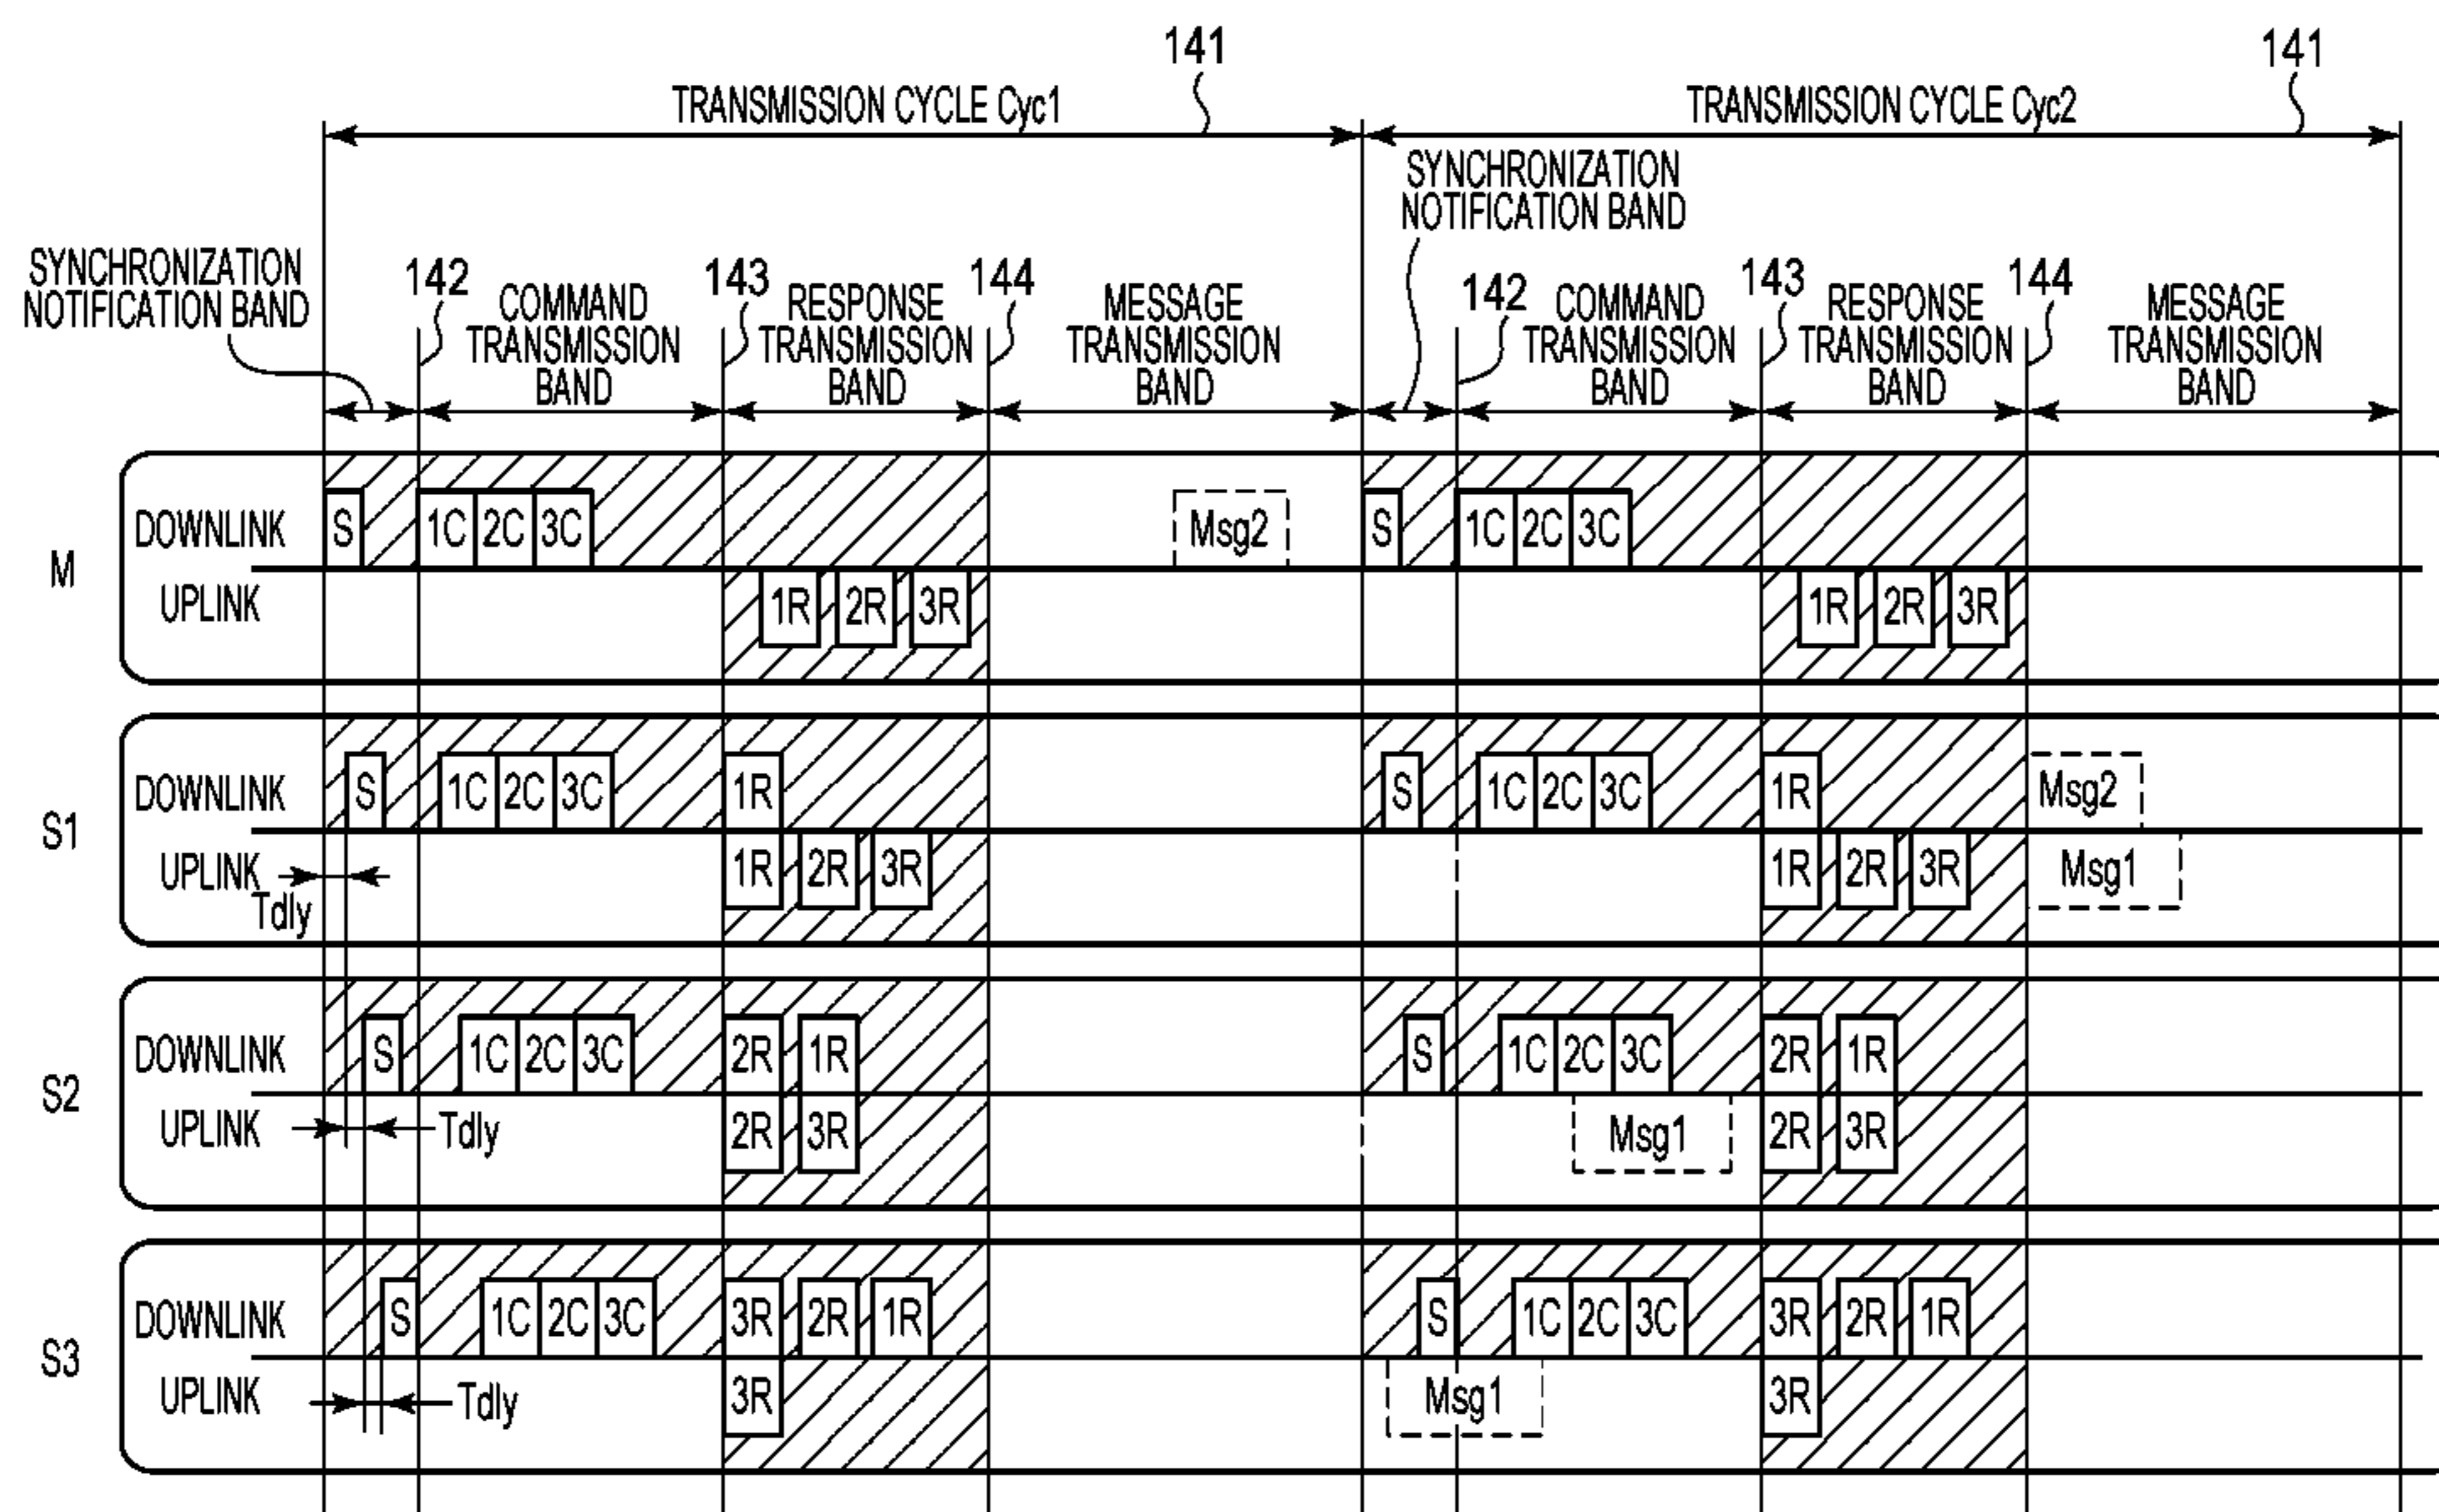 141
141
TRANSMISSION CYCLE Cyc1
TRANSMISSION CYCLE Cyc2
SYNCHRONIZATION
NOTIFICATION BAND
SYNCHRONIZATION
NOTIFICATION BAND
142
COMMAND
TRANSMISSION
BAND
143
RESPONSE
TRANSMISSION
BAND
144
MESSAGE
TRANSMISSION
BAND
142
COMMAND
TRANSMISSION
BAND
143
RESPONSE
TRANSMISSION
BAND
144
MESSAGE
TRANSMISSION
BAND
M
DOWNLINK
S 1C 2C 3C Msg2 S 1C 2C 3C
UPLINK
1R 2R 3R 1R 2R 3R
S1
DOWNLINK
S 1C 2C 3C 1R S 1C 2C 3C 1R Msg2
UPLINK
1R 2R 3R 1R 2R 3R Msg1
Tdly
S2
DOWNLINK
S 1C 2C 3C 2R 1R S 1C 2C 3C 2R 1R
UPLINK
Tdly 2R 3R Msg1 2R 3R
S3
DOWNLINK
S 1C 2C 3C 3R 2R 1R S 1C 2C 3C 3R 2R 1R
UPLINK
Tdly 3R Msg1 3R